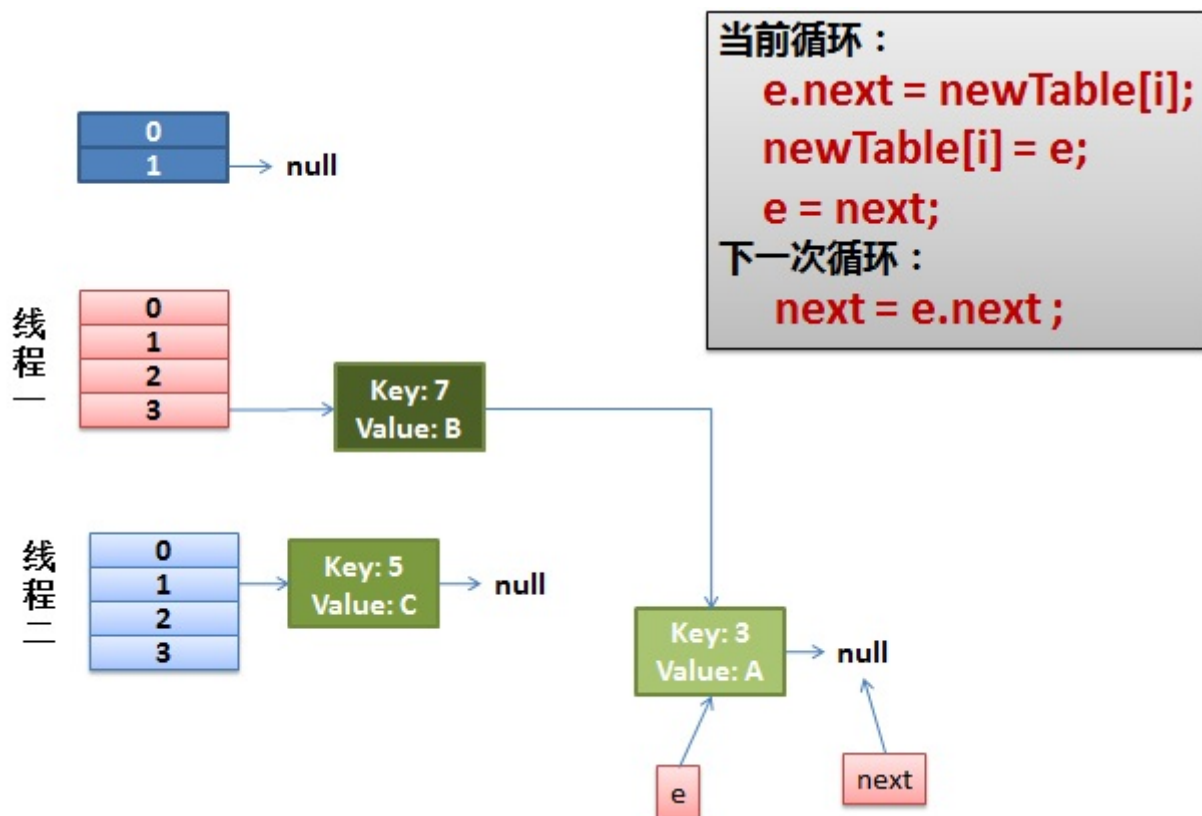 当前循环：
e.next = newTable[i];
newTable[i] = e;
e = next;
下一次循环：
next = e.next ;
0
1
null
线程一
0
1
2
3
Key: 7
Value: B
线程二
0
1
2
3
Key: 5
Value: C
null
Key: 3
Value: A
null
e
next